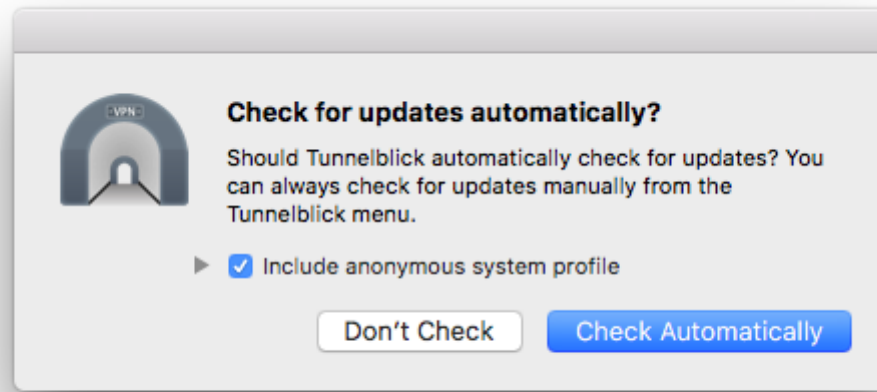 VPN
Check for updates automatically?
Should Tunnelblick automatically check for updates? You
can always check for updates manually from the
Tunnelblick menu.
Include anonymous system profile
Don't Check
Check Automatically